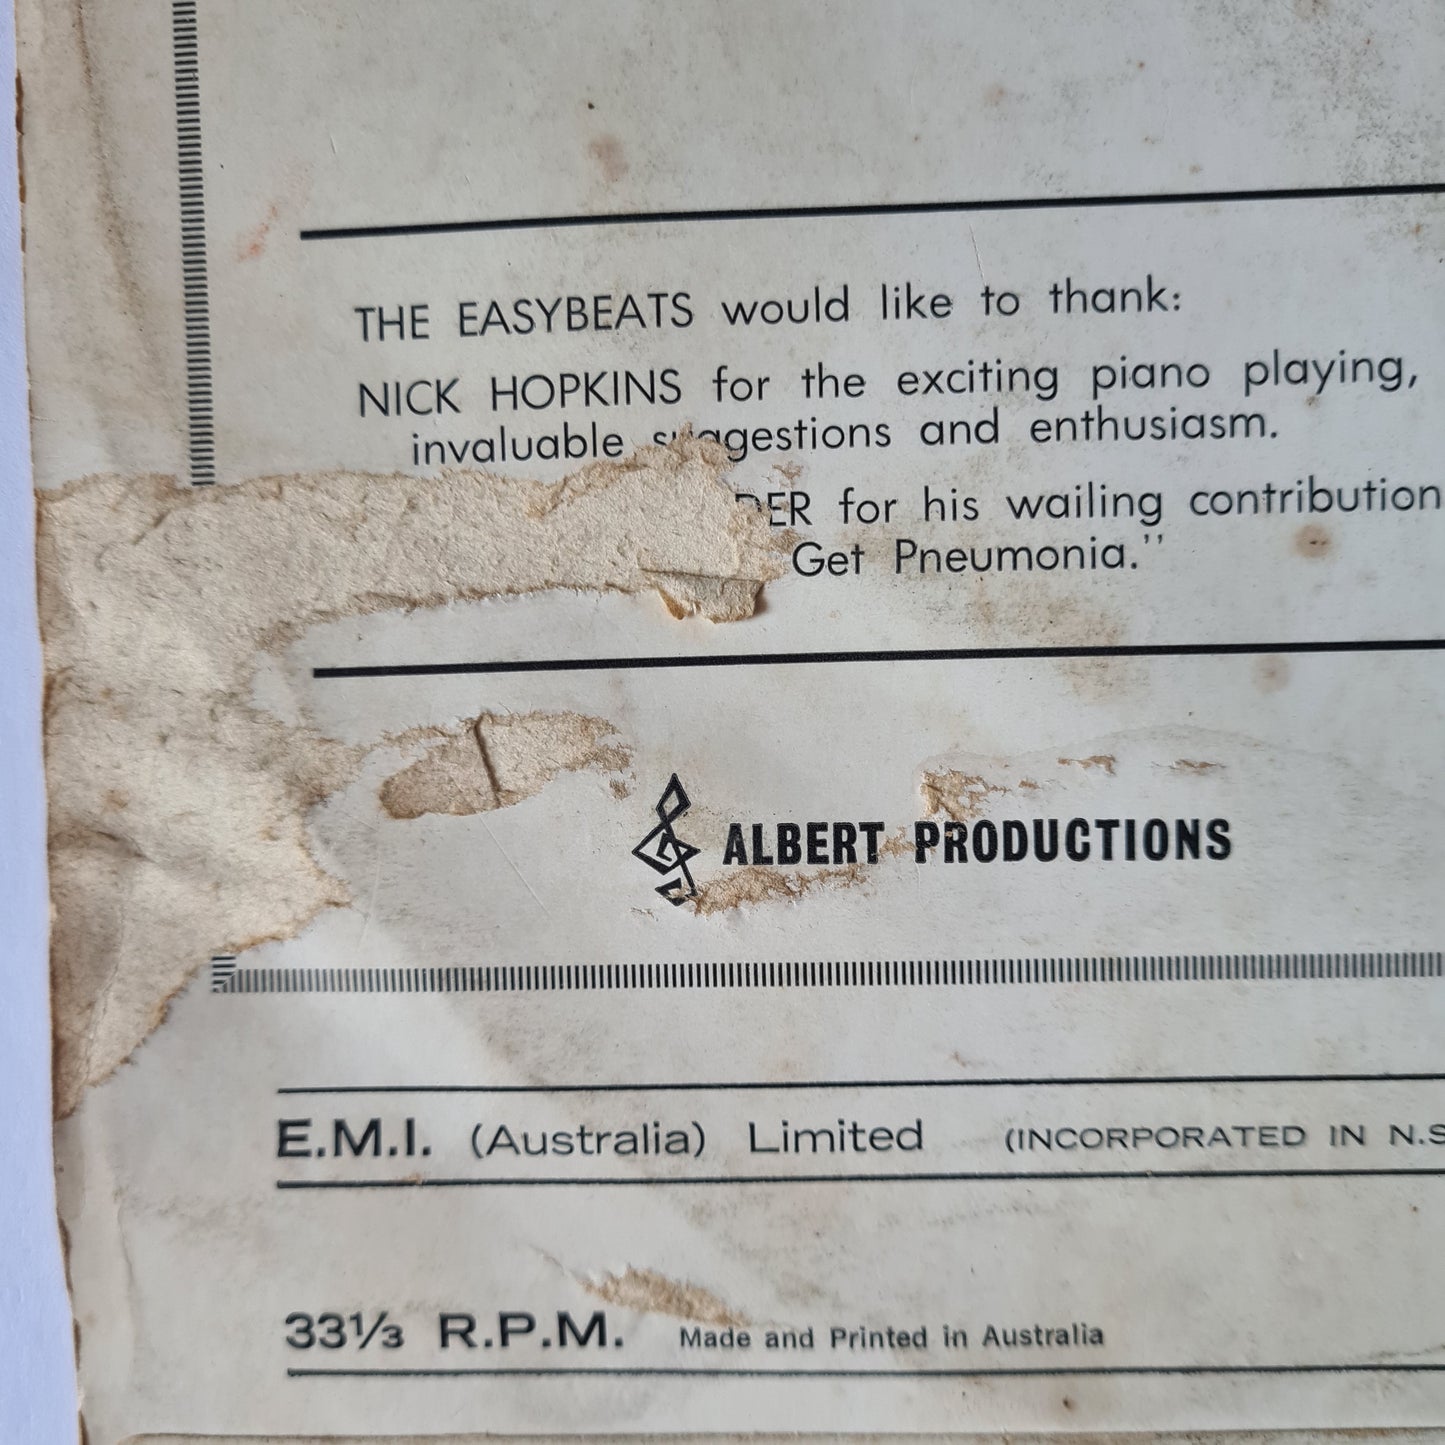 THE EASYBEATS would like to thank:
NICK HOPKINS for the exciting piano playing,
invaluable suggestions and enthusiasm.
DER for his wailing contribution
Get Pneumonia."
ALBERT PRODUCTIONS
E.M.I. (Australia) Limited (INCORPORATED IN N.S
33⅓ R.P.M. Made and Printed in Australia